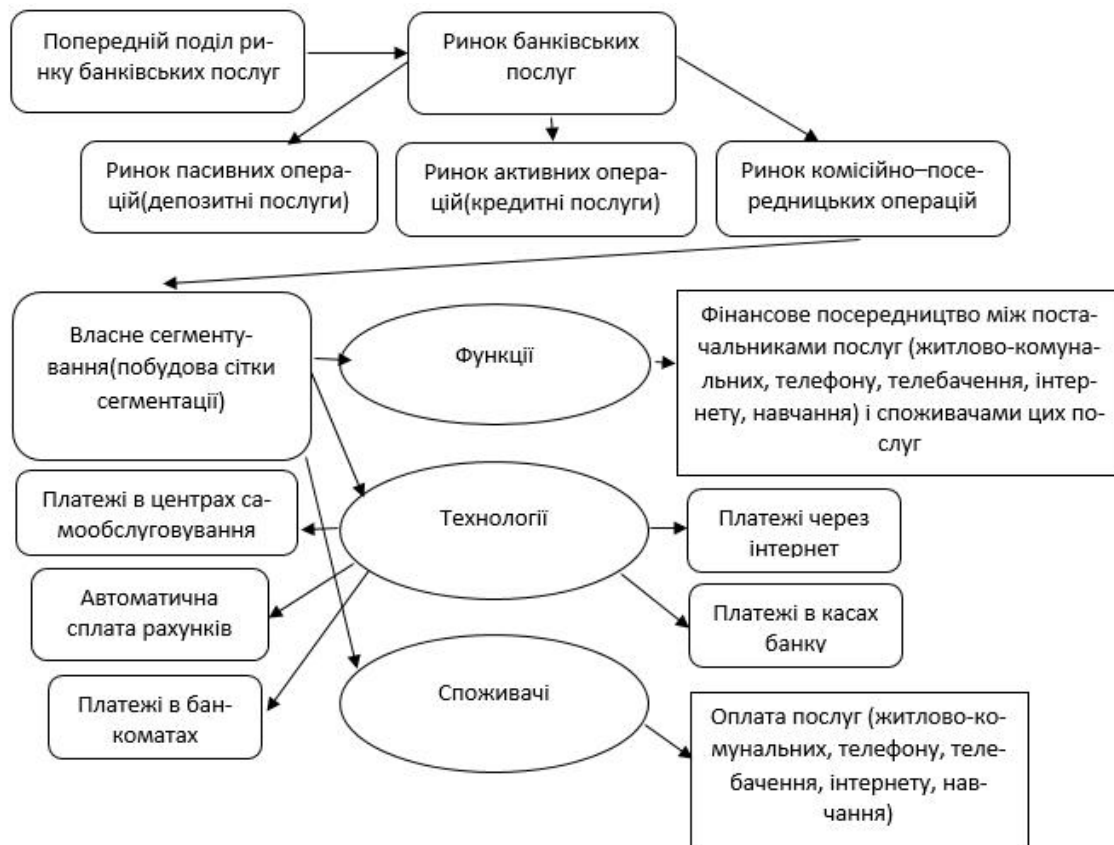 Попередній поділ ри-
нку банківських послуг
Ринок банківських
послуг
Ринок пасивних опера-
цій(депозитні послуги)
Ринок активних опера-
цій(кредитні послуги)
Ринок комісійно–посе-
редницьких операцій
Власне сегменту-
вання(побудова сітки
сегментації)
Функції
Фінансове посередництво між поста-
чальниками послуг (житлово-комуна-
льних, телефону, телебачення, інтер-
нету, навчання) і споживачами цих по-
слуг
Платежі в центрах са-
мообслуговування
Технології
Платежі через
інтернет
Автоматична
сплата рахунків
Платежі в касах
банку
Платежі в бан-
коматах
Споживачі
Оплата послуг (житлово-ко-
мунальних, телефону, теле-
бачення, інтернету, нав-
чання)